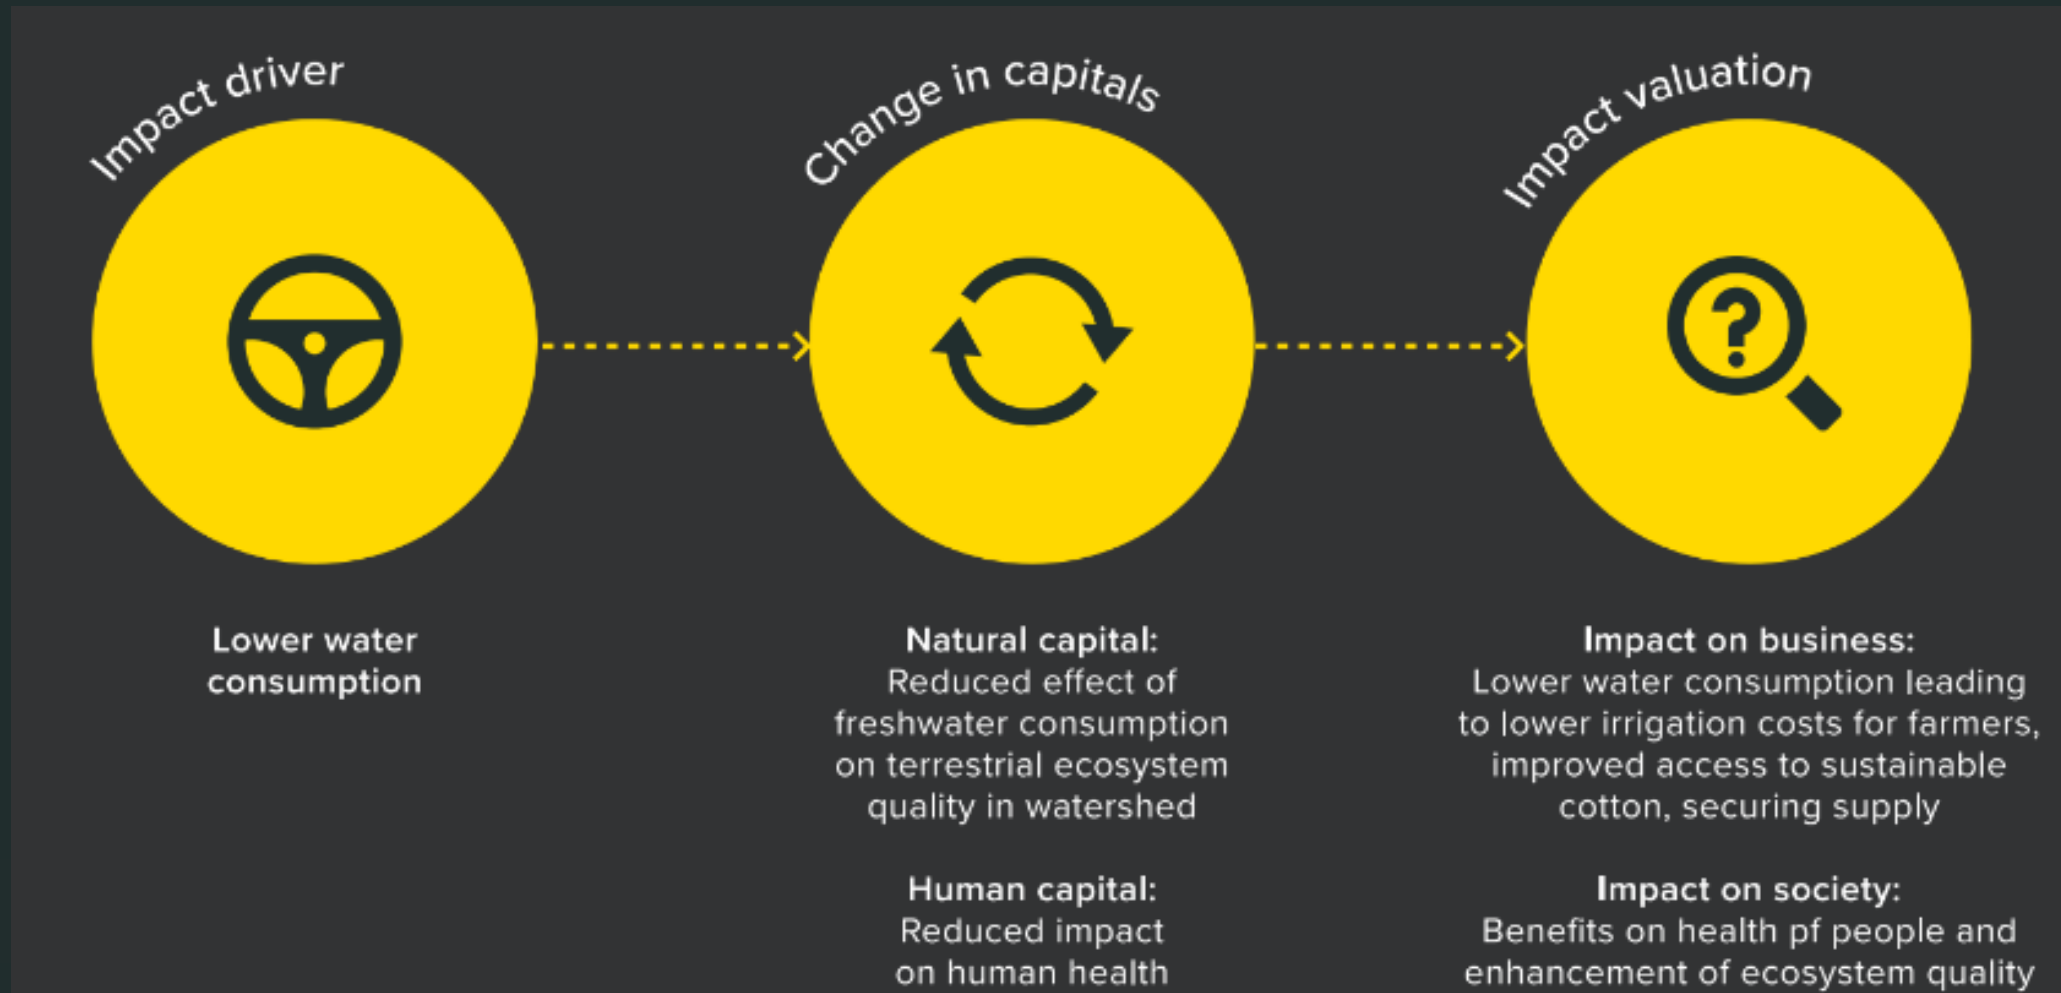 Impact driver
Lower water
consumption
Change in capitals
Natural capital:
Reduced effect of
freshwater consumption
on terrestrial ecosystem
quality in watershed
Human capital:
Reduced impact
on human health
Impact valuation
?
Impact on business:
Lower water consumption leading
to lower irrigation costs for farmers,
improved access to sustainable
cotton, securing supply
Impact on society:
Benefits on health pf people and
enhancement of ecosystem quality